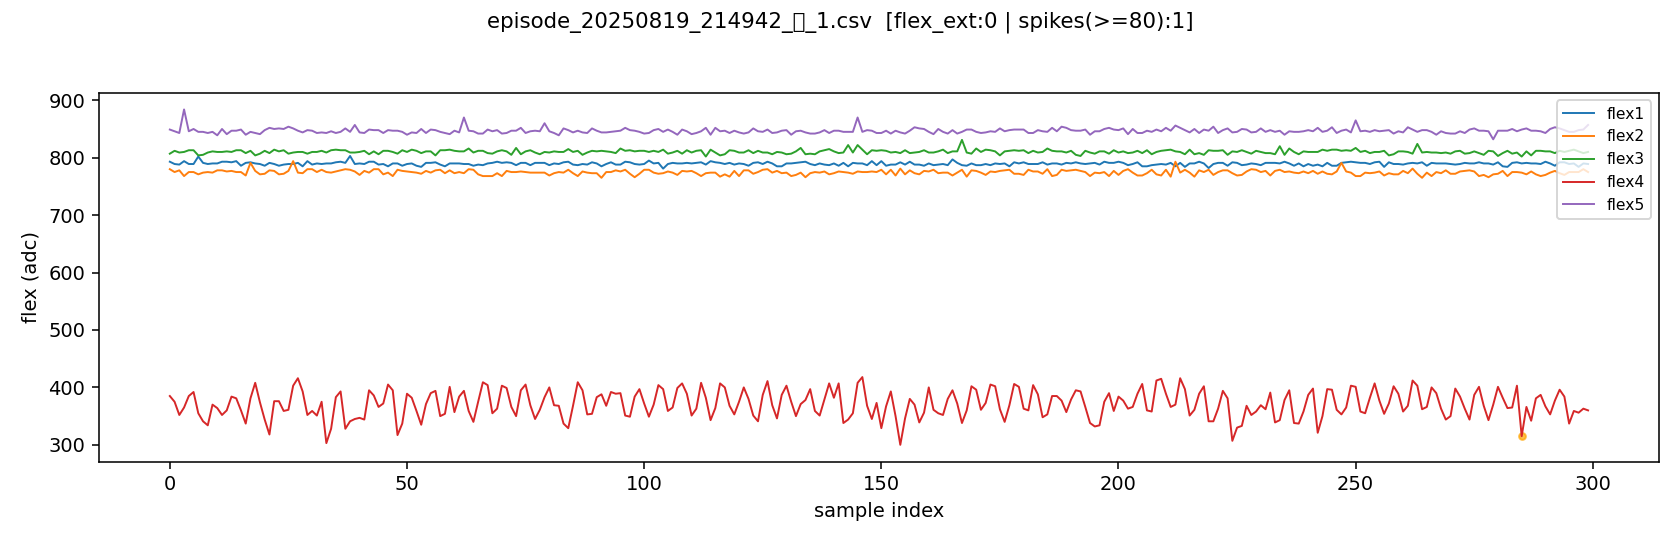 episode_20250819_214942_▯_1.csv [flex_ext:0 | spikes(>=80):1]
900
800
700
600
500
400
300
flex (adc)
0
50
100
150
200
250
300
sample index
flex1
flex2
flex3
flex4
flex5